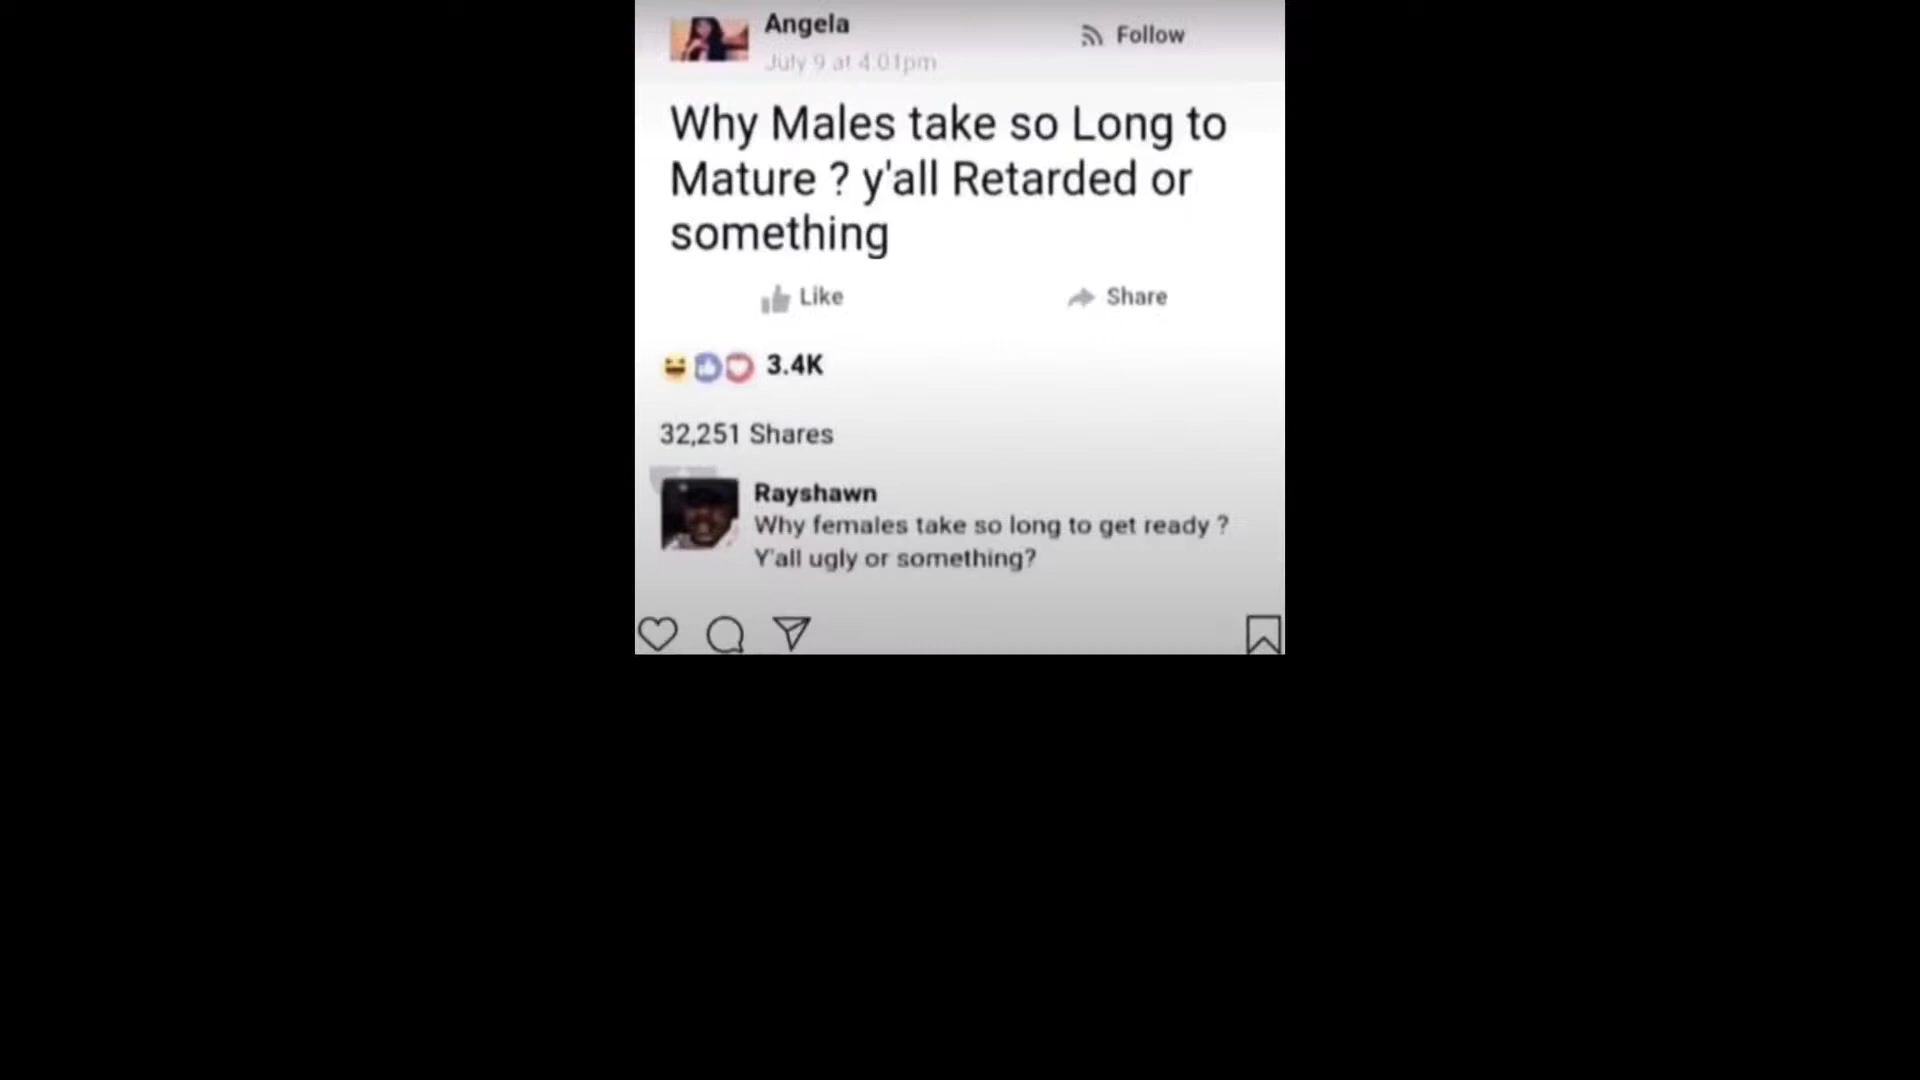 Angela
Follow
July 9 at 4:01pm
Why Males take so Long to
Mature ? y'all Retarded or
something
Like
Share
3.4K
32,251 Shares
Rayshawn
Why females take so long to get ready ?
Y'all ugly or something?